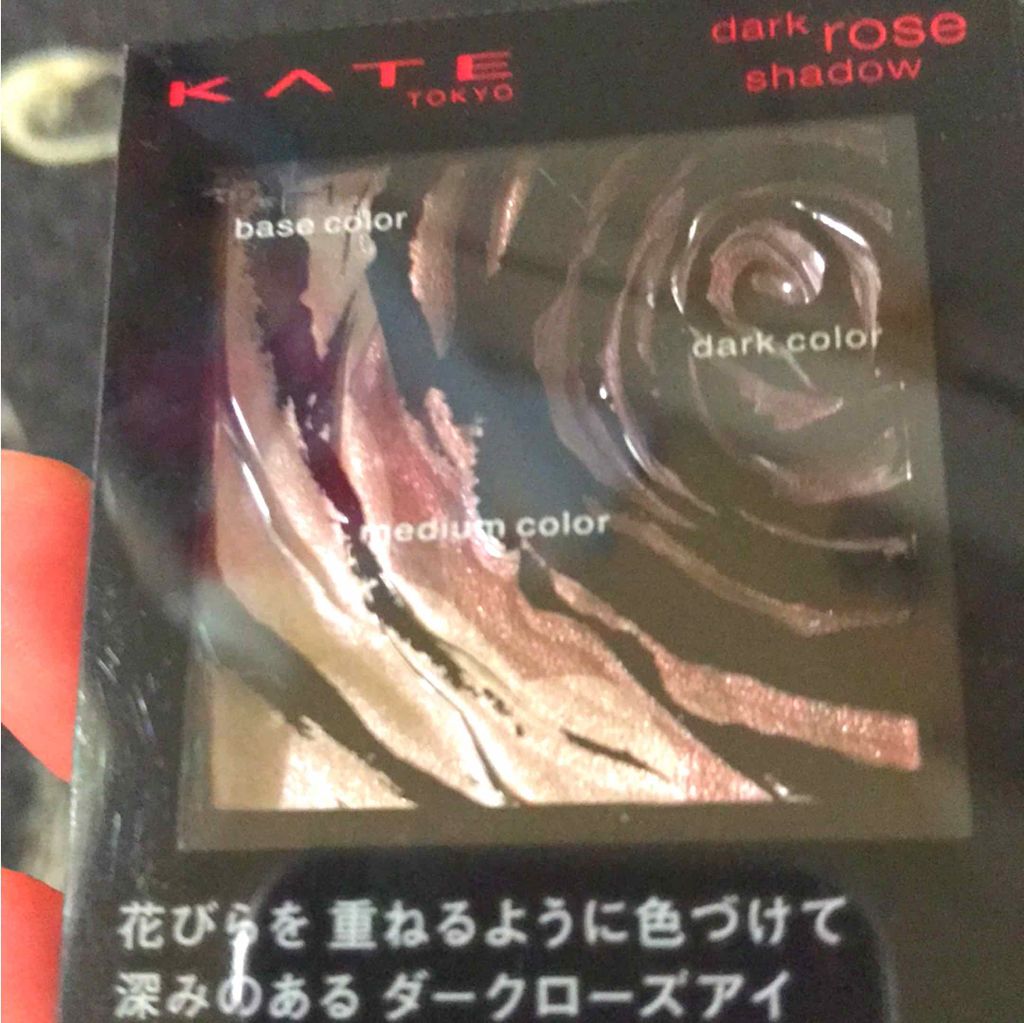 KATE
TOKYO
dark rose
shadow
base color
dark color
medium color
花びらを 重ねるように色づけて
深みのある ダークローズアイ